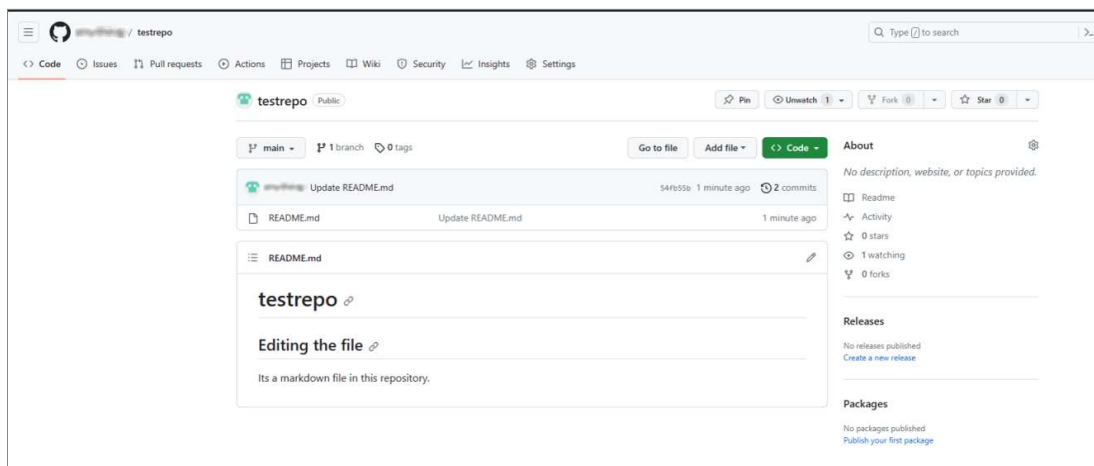 / testrepo
Type / to search
Code Issues Pull requests Actions Projects Wiki Security Insights Settings
testrepo Public
Pin Unwatch 1 Fork 0 Star 0
main 1 branch 0 tags
Go to file Add file Code
Update README.md 54fb55b 1 minute ago 2 commits
README.md Update README.md 1 minute ago
README.md
testrepo
Editing the file
Its a markdown file in this repository.
About
No description, website, or topics provided.
Readme
Activity
0 stars
1 watching
0 forks
Releases
No releases published
Create a new release
Packages
No packages published
Publish your first package